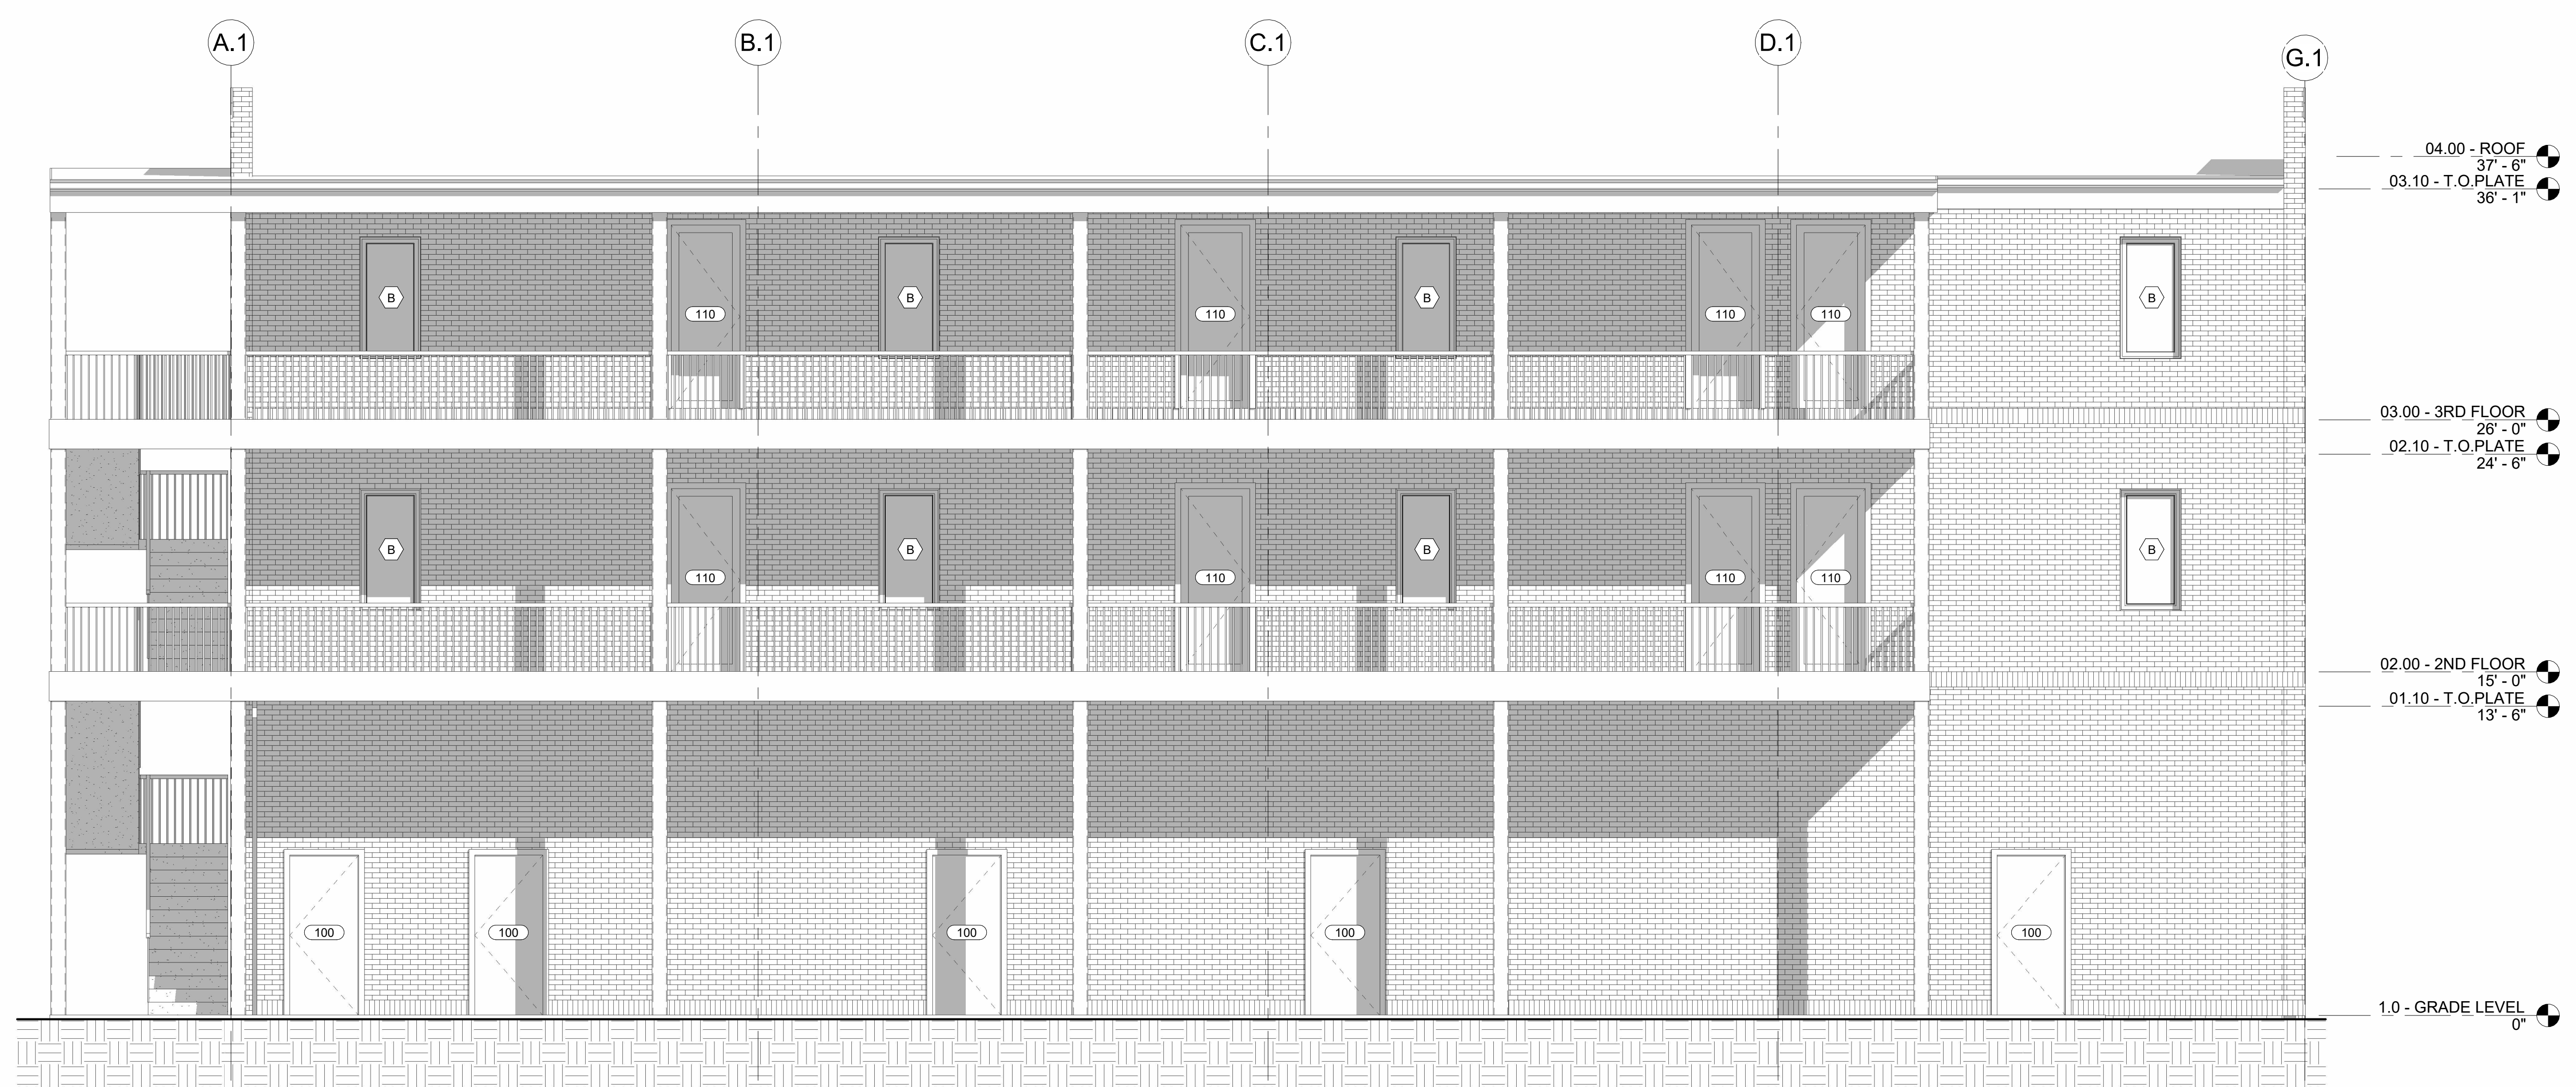 A.1
B.1
C.1
D.1
G.1
04.00 - ROOF
37' - 6"
03.10 - T.O.PLATE
36' - 1"
B
B
B
B
110
110
110
110
03.00 - 3RD FLOOR
26' - 0"
02.10 - T.O.PLATE
24' - 6"
B
B
B
B
110
110
110
110
02.00 - 2ND FLOOR
15' - 0"
01.10 - T.O.PLATE
13' - 6"
100
100
100
100
100
1.0 - GRADE LEVEL
0"